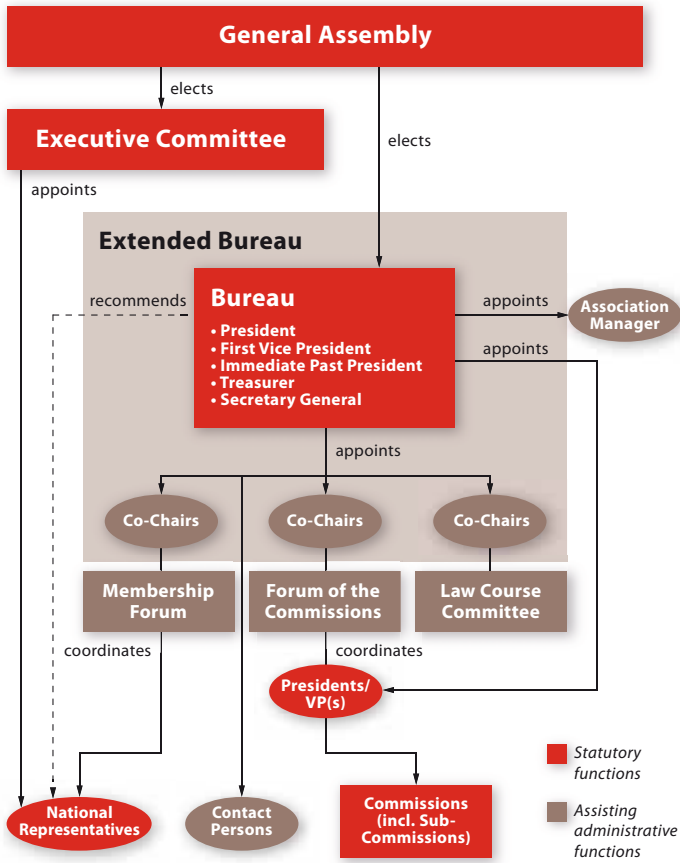 General Assembly
elects
elects
Executive Committee
appoints
Extended Bureau
recommends
Bureau
• President
• First Vice President
• Immediate Past President
• Treasurer
• Secretary General
appoints
Association
Manager
appoints
appoints
Co-Chairs
Co-Chairs
Co-Chairs
Membership
Forum
Forum of the
Commissions
Law Course
Committee
coordinates
coordinates
Presidents/
VP(s)
National
Representatives
Contact
Persons
Commissions
(incl. Sub-
Commissions)
Statutory
functions
Assisting
administrative
functions